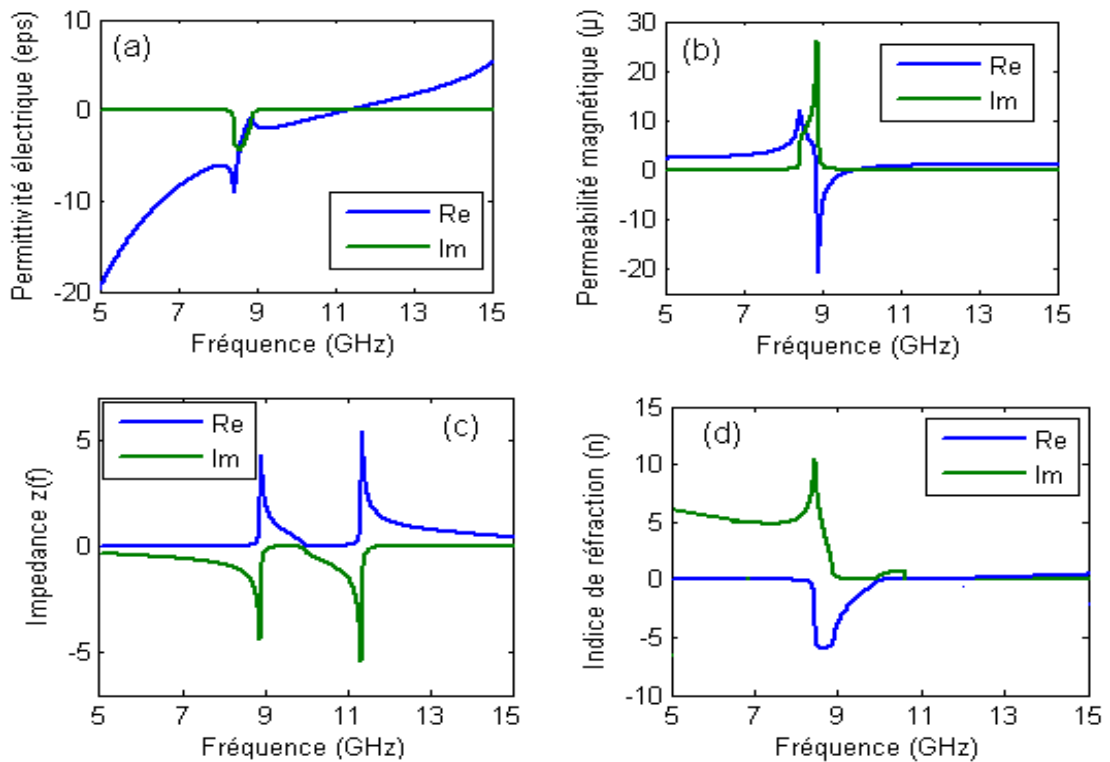 (a)
Permittivité électrique (eps)
10
0
-10
-20
Re
Im
5 7 9 11 13 15
Fréquence (GHz)
(b)
Permeabilité magnétique (µ)
30
20
10
0
-10
-20
Re
Im
5 7 9 11 13 15
Fréquence (GHz)
(c)
Impedance z(f)
5
0
-5
Re
Im
5 7 9 11 13 15
Fréquence (GHz)
(d)
Indice de réfraction (n)
15
10
5
0
-5
-10
Re
Im
5 7 9 11 13 15
Fréquence (GHz)